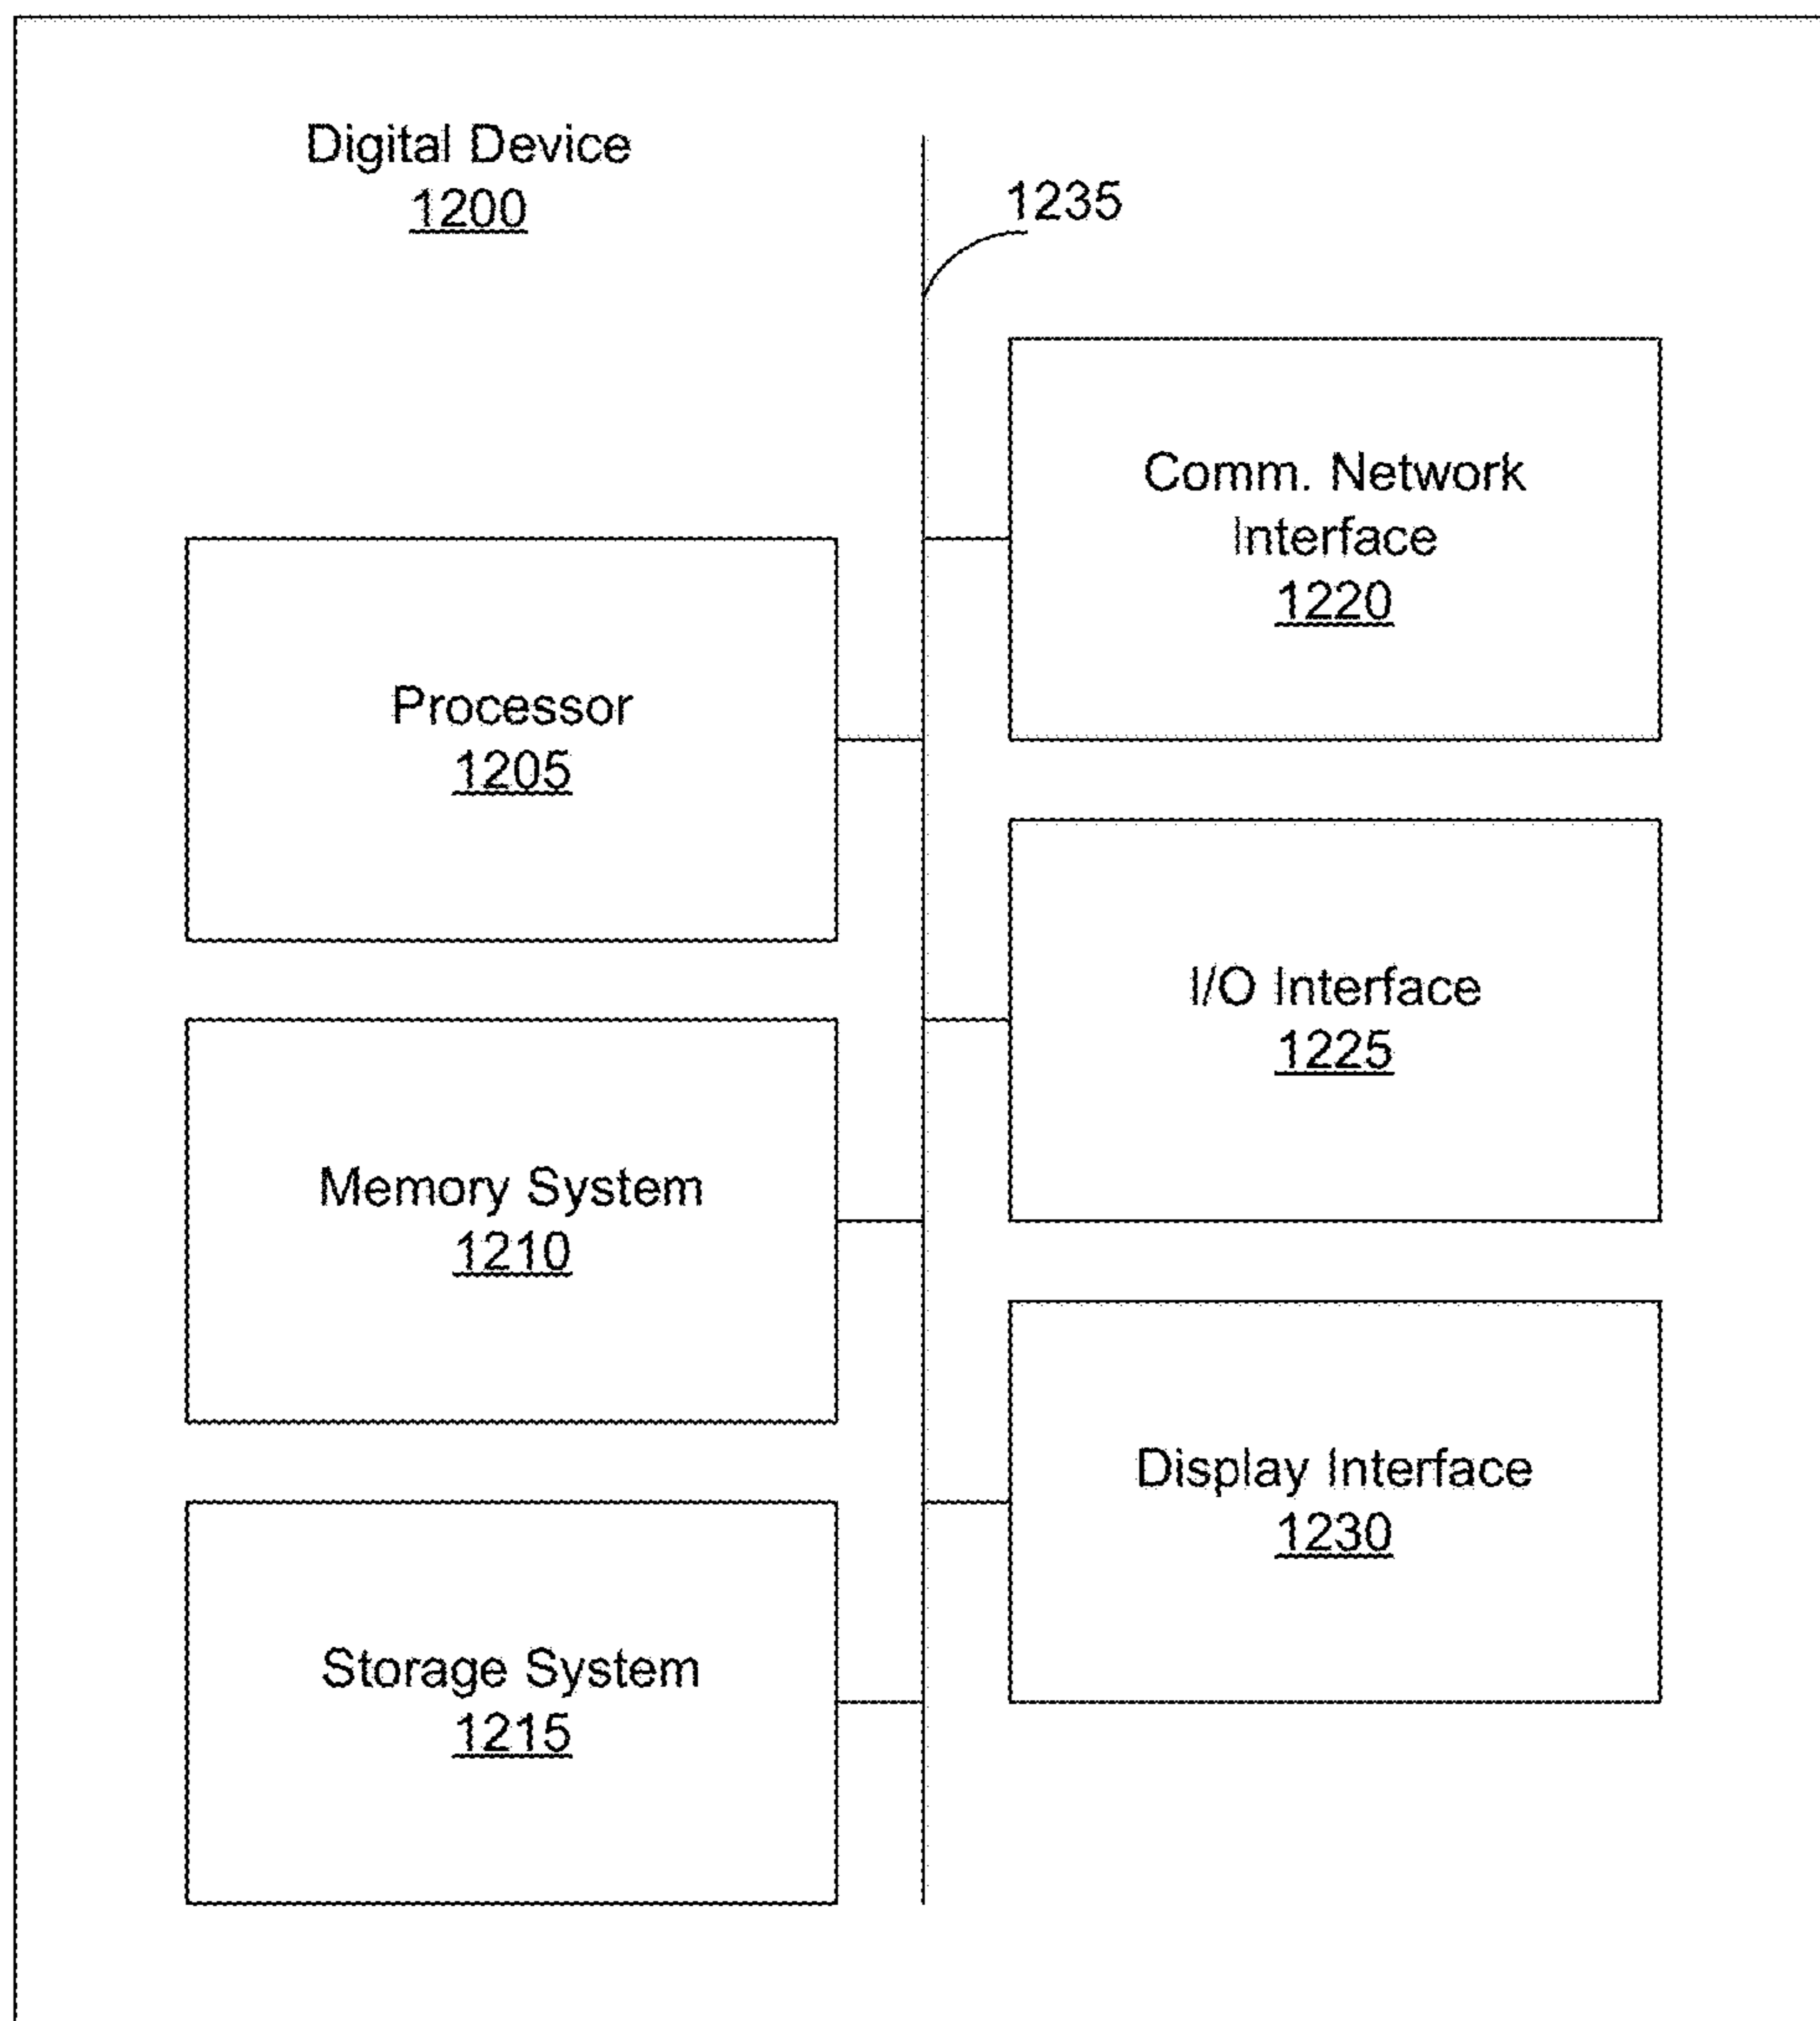 Digital Device
1200
1235
Comm. Network
Interface
1220
Processor
1205
I/O Interface
1225
Memory System
1210
Display Interface
1230
Storage System
1215